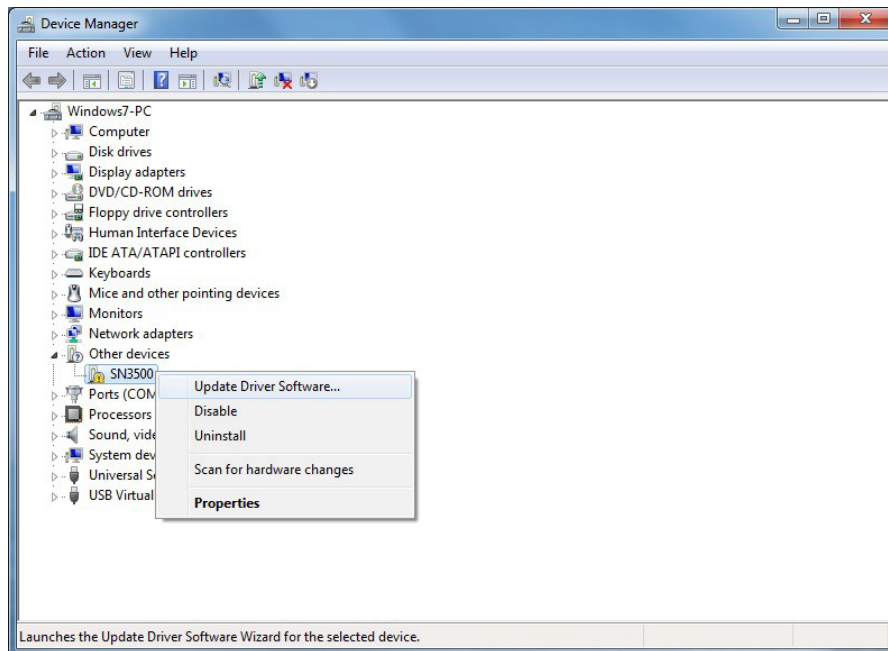 Device Manager
File Action View Help
Windows7-PC
Computer
Disk drives
Display adapters
DVD/CD-ROM drives
Floppy drive controllers
Human Interface Devices
IDE ATA/ATAPI controllers
Keyboards
Mice and other pointing devices
Monitors
Network adapters
Other devices
SN3500
Update Driver Software...
Ports (COM
Disable
Processors
Sound, vide
Uninstall
System dev
Scan for hardware changes
Universal S
USB Virtual
Properties
Launches the Update Driver Software Wizard for the selected device.